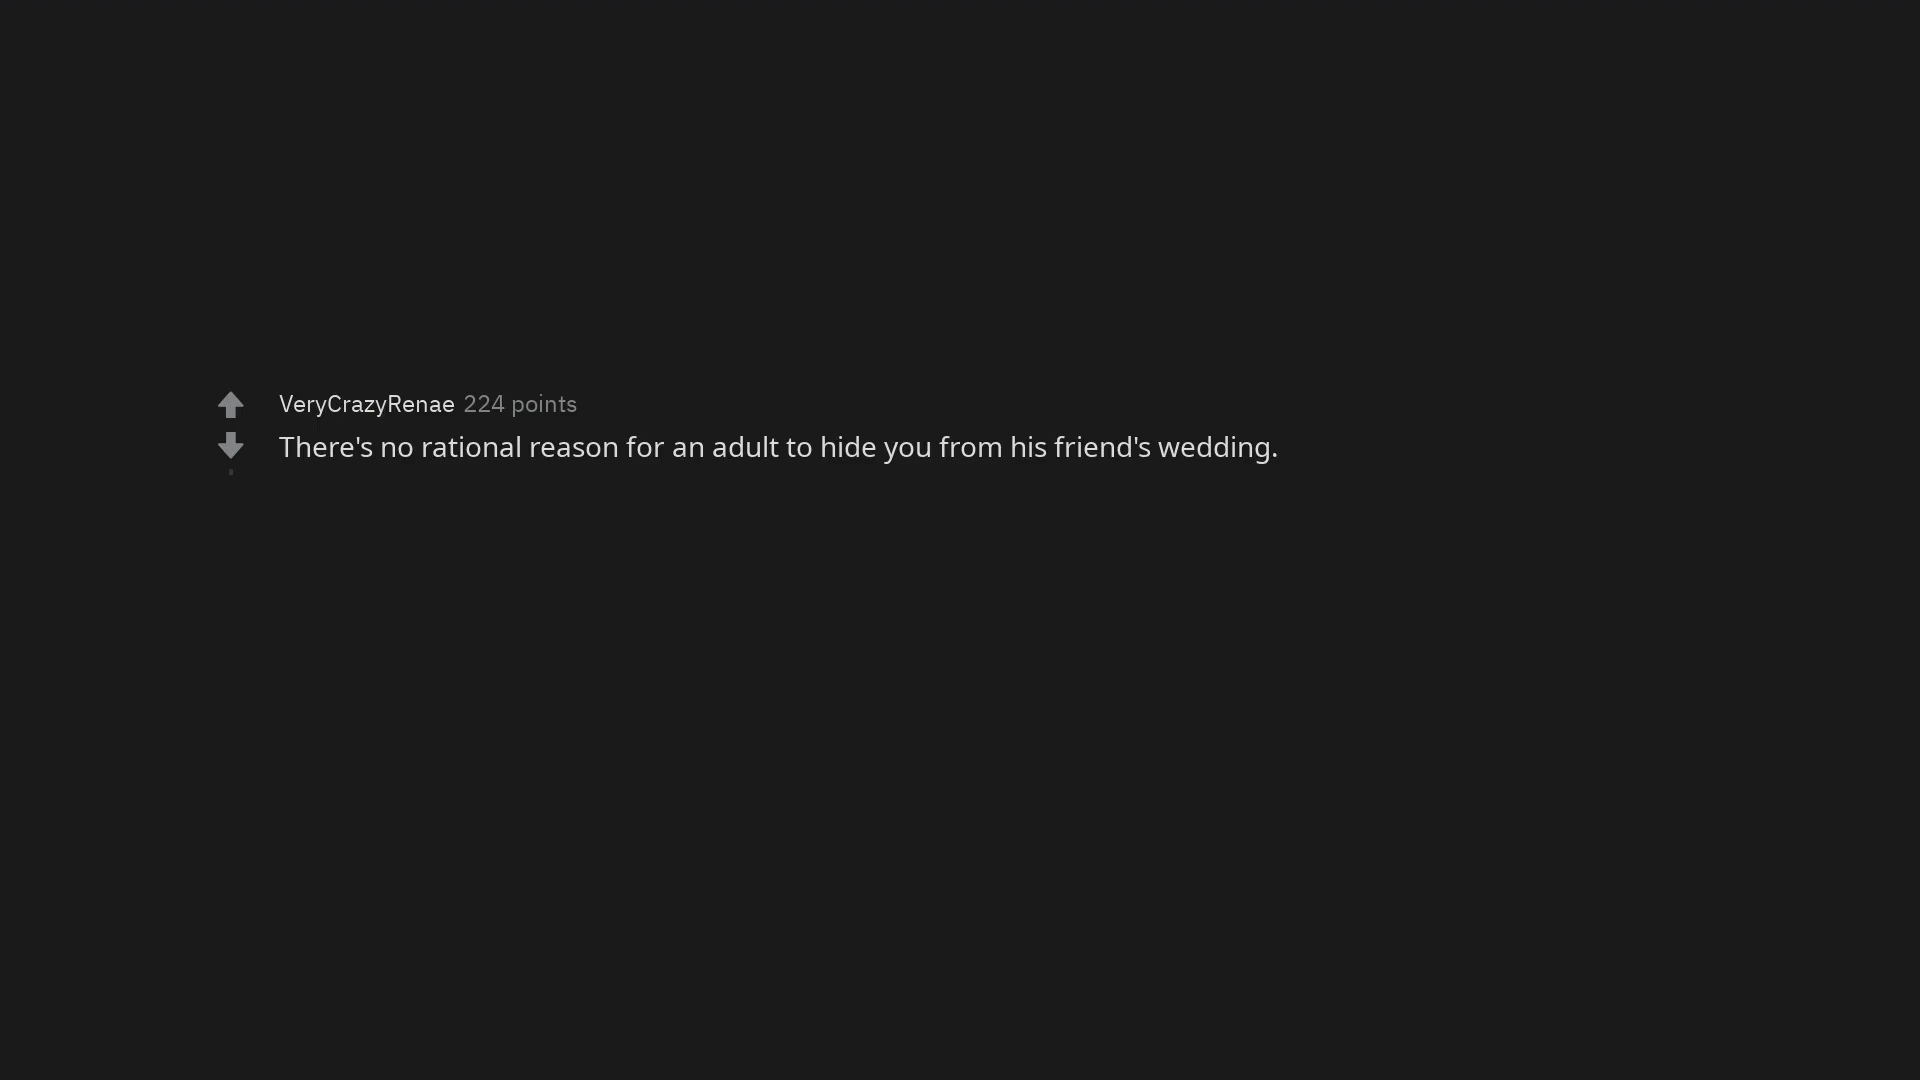 VeryCrazyRenae 224 points
There's no rational reason for an adult to hide you from his friend's wedding.